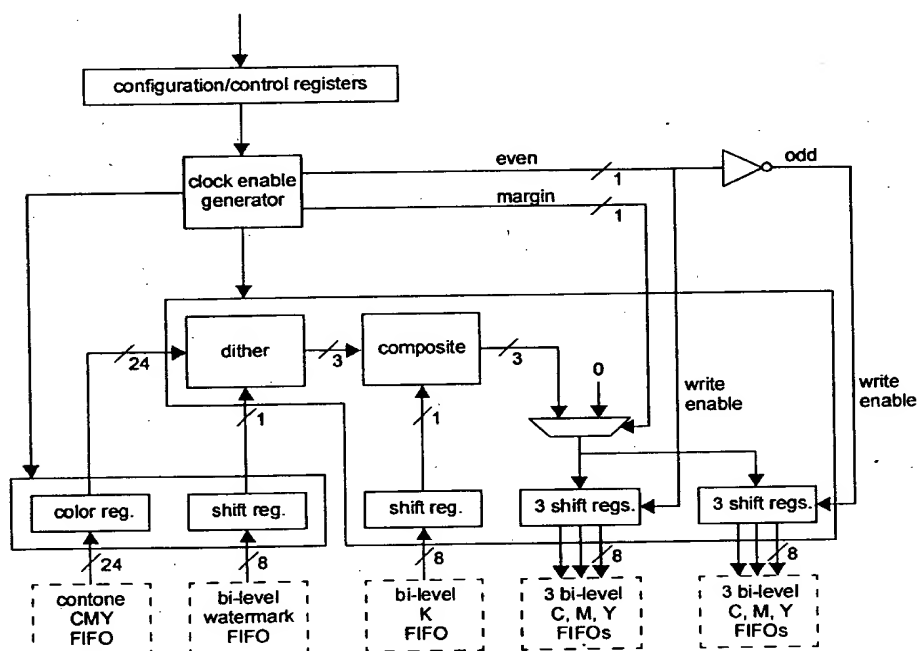 configuration/control registers
clock enable
generator
even
1
odd
margin
1
dither
composite
24
3
3
0
1
1
write
enable
write
enable
color reg.
shift reg.
shift reg.
3 shift regs.
3 shift regs.
24
8
8
8
8
contone
CMY
FIFO
bi-level
watermark
FIFO
bi-level
K
FIFO
3 bi-level
C, M, Y
FIFOs
3 bi-level
C, M, Y
FIFOs